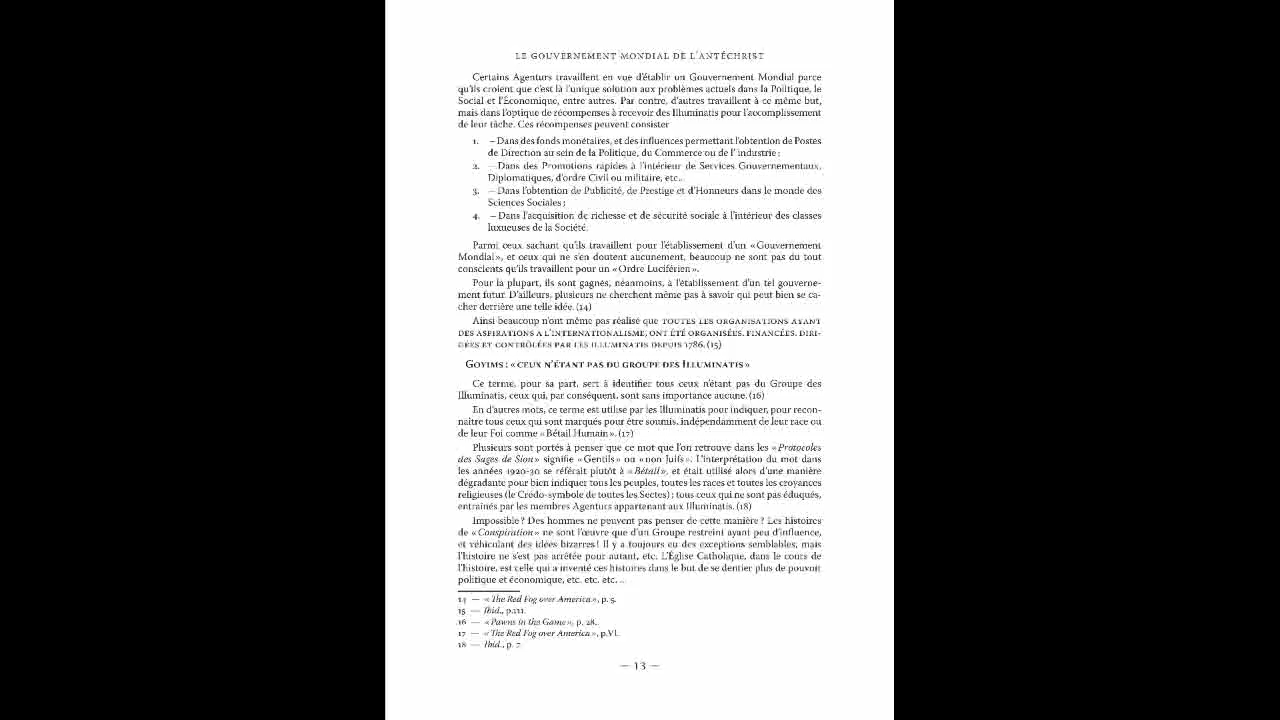 LE GOUVERNEMENT MONDIAL DE L'ANTÉCHRIST
Certains Agenturs travaillent en vue d'établir un Gouvernement Mondial parce
qu'ils croient que c'est là l'unique solution aux problèmes actuels dans la Politique, le
Social et l'Économique, entre autres. Par contre, d'autres travaillent à ce même but,
mais dans l'optique de récompenses à recevoir des Illuminatis pour l'accomplissement
de leur tâche. Ces récompenses peuvent consister
1. – Dans des fonds monétaires, et des influences permettant l'obtention de Postes
de Direction au sein de la Politique, du Commerce ou de l' industrie ;
2. – Dans des Promotions rapides à l'intérieur de Services Gouvernementaux,
Diplomatiques, d'ordre Civil ou militaire, etc...
3. – Dans l'obtention de Publicité, de Prestige et d'Honneurs dans le monde des
Sciences Sociales ;
4. – Dans l'acquisition de richesse et de sécurité sociale à l'intérieur des classes
luxueuses de la Société.
Parmi ceux sachant qu'ils travaillent pour l'établissement d'un « Gouvernement
Mondial », et ceux qui ne s'en doutent aucunement, beaucoup ne sont pas du tout
conscients qu'ils travaillent pour un « Ordre Luciférien ».
Pour la plupart, ils sont gagnés, néanmoins, à l'établissement d'un tel gouverne-
ment futur. D'ailleurs, plusieurs ne cherchent même pas à savoir qui peut bien se ca-
cher derrière une telle idée. (14)
Ainsi beaucoup n'ont même pas réalisé que TOUTES LES ORGANISATIONS AYANT
DES ASPIRATIONS A L'INTERNATIONALISME, ONT ÉTÉ ORGANISÉES, FINANCÉES, DIRI-
GÉES ET CONTRÔLÉES PAR LES ILLUMINATIS DEPUIS 1786. (15)
GOYIMS : « CEUX N'ÉTANT PAS DU GROUPE DES ILLUMINATIS »
Ce terme, pour sa part, sert à identifier tous ceux n'étant pas du Groupe des
Illuminatis, ceux qui, par conséquent, sont sans importance aucune. (16)
En d'autres mots, ce terme est utilise par les Illuminatis pour indiquer, pour recon-
naître tous ceux qui sont marqués pour être soumis, indépendamment de leur race ou
de leur Foi comme « Bétail Humain ». (17)
Plusieurs sont portés à penser que ce mot que l'on retrouve dans les « Protocoles
des Sages de Sion » signifie « Gentils » ou « non Juifs ». L'interprétation du mot dans
les années 1920-30 se référait plutôt à « Bétail », et était utilisé alors d'une manière
dégradante pour bien indiquer tous les peuples, toutes les races et toutes les croyances
religieuses (le Crédo-symbole de toutes les Sectes) ; tous ceux qui ne sont pas éduqués,
entraînés par les membres Agenturs appartenant aux Illuminatis. (18)
Impossible ? Des hommes ne peuvent pas penser de cette manière ? Les histoires
de « Conspiration » ne sont l'œuvre que d'un Groupe restreint ayant peu d'influence,
et véhiculant des idées bizarres ! Il y a toujours eu des exceptions semblables, mais
l'histoire ne s'est pas arrêtée pour autant, etc. L'Église Catholique, dans le cours de
l'histoire, est celle qui a inventé ces histoires dans le but de se dentier plus de pouvoir
politique et économique, etc. etc. etc. ...
14 — « The Red Fog over America », p. 5.
15 — Ibid., p.111.
16 — « Pawns in the Game », p. 28..
17 — « The Red Fog over America », p.VI.
18 — Ibid., p. 7
— 13 —